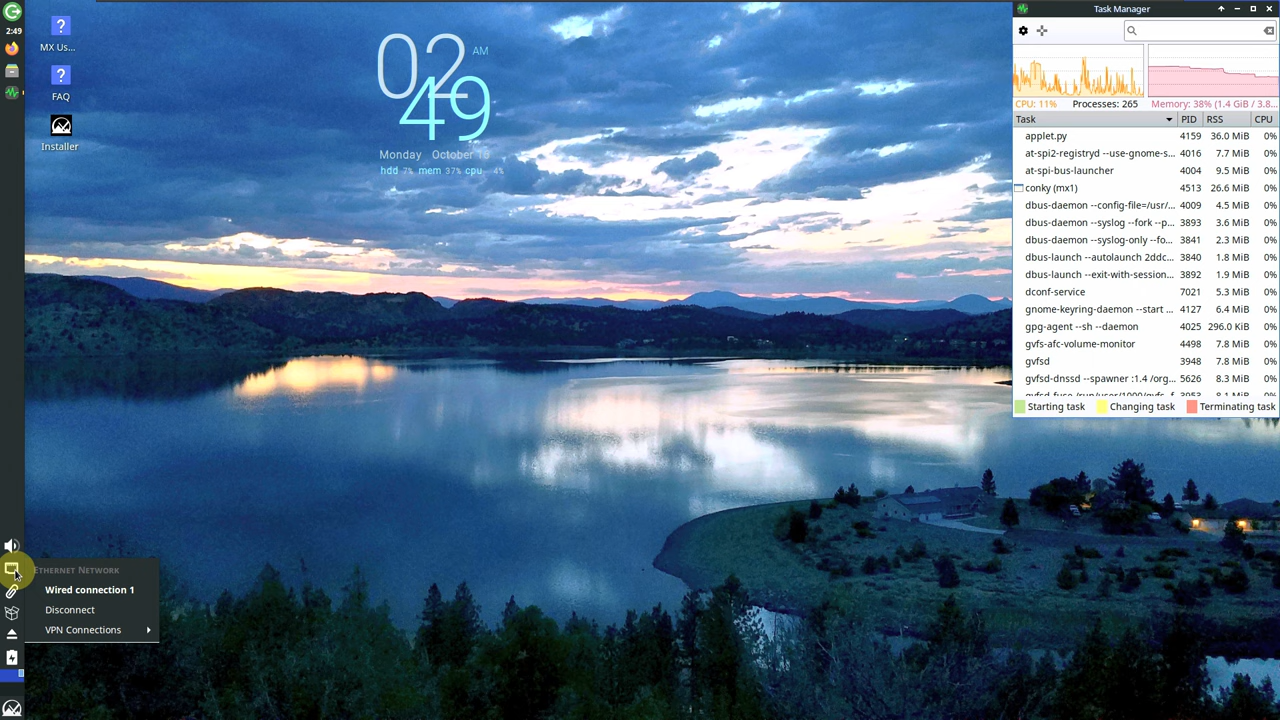 2:49
MX Us...
FAQ
Installer
02 AM
49
Monday October 16
hdd 7% mem 37% cpu 4%
Task Manager
CPU: 11% Processes: 265 Memory: 38% (1.4 GiB / 3.8...
Task PID RSS CPU
applet.py 4159 36.0 MiB 0%
at-spi2-registryd --use-gnome-s... 4016 7.7 MiB 0%
at-spi-bus-launcher 4004 9.5 MiB 0%
conky (mx1) 4513 26.6 MiB 0%
dbus-daemon --config-file=/usr/... 4009 4.5 MiB 0%
dbus-daemon --syslog --fork --p... 3893 3.6 MiB 0%
dbus-daemon --syslog-only --fo... 3841 2.3 MiB 0%
dbus-launch --autolaunch 2ddc... 3840 1.8 MiB 0%
dbus-launch --exit-with-session... 3892 1.9 MiB 0%
dconf-service 7021 5.3 MiB 0%
gnome-keyring-daemon --start ... 4127 6.4 MiB 0%
gpg-agent --sh --daemon 4025 296.0 KiB 0%
gvfs-afc-volume-monitor 4498 7.8 MiB 0%
gvfsd 3948 7.8 MiB 0%
gvfsd-dnssd --spawner :1.4 /org... 5626 8.3 MiB 0%
Starting task Changing task Terminating task
Ethernet Network
Wired connection 1
Disconnect
VPN Connections